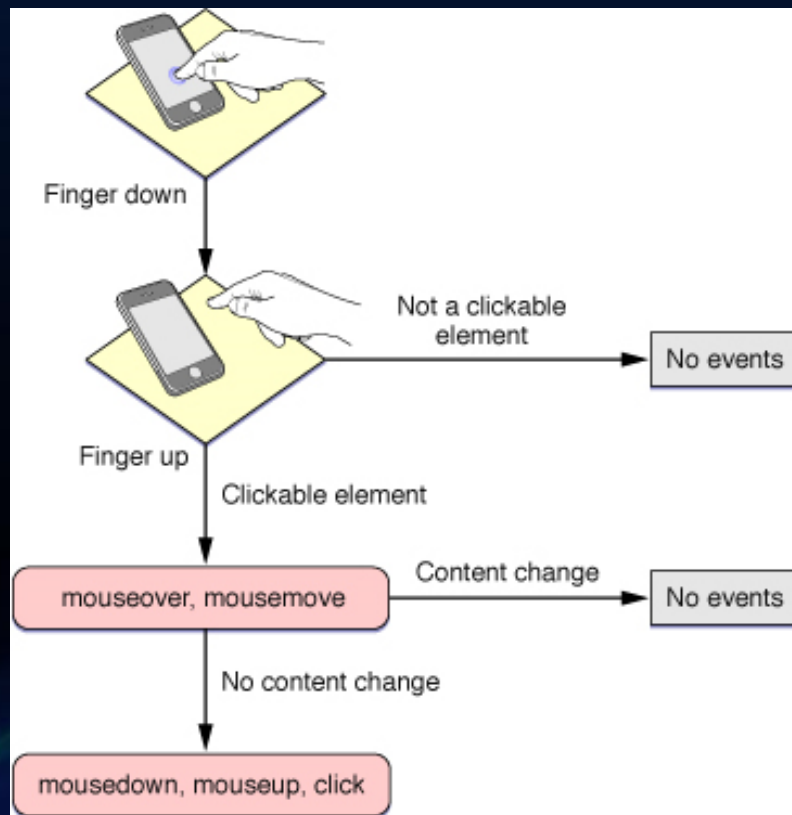 Finger down
Not a clickable
element
No events
Finger up
Clickable element
mouseover, mousemove
Content change
No events
No content change
mousedown, mouseup, click